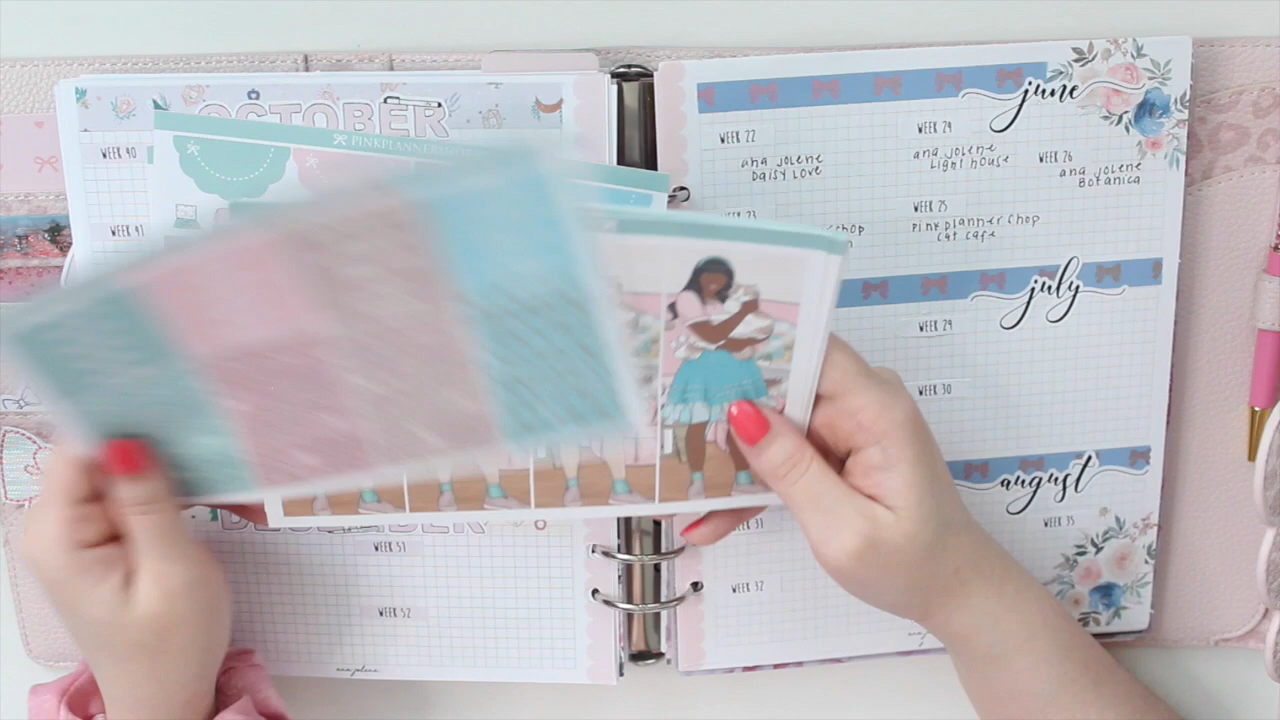 OCTOBER
WEEK 40
WEEK 41
WEEK 51
WEEK 52
ana jolene
june
WEEK 22
ana jolene
Daisy Love
WEEK 24
ana jolene
Light house
WEEK 26
ana jolene
Botanica
WEEK 25
Pink planner shop
cat cafe
july
WEEK 29
WEEK 30
august
WEEK 31
WEEK 35
WEEK 32